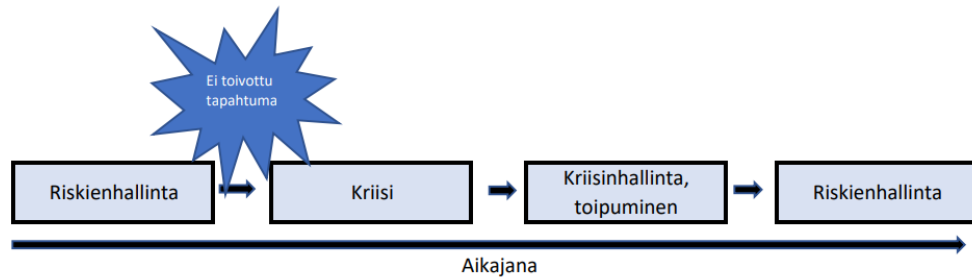 Ei toivottu
tapahtuma
Riskienhallinta
Kriisi
Kriisinhallinta,
toipuminen
Riskienhallinta
Aikajana